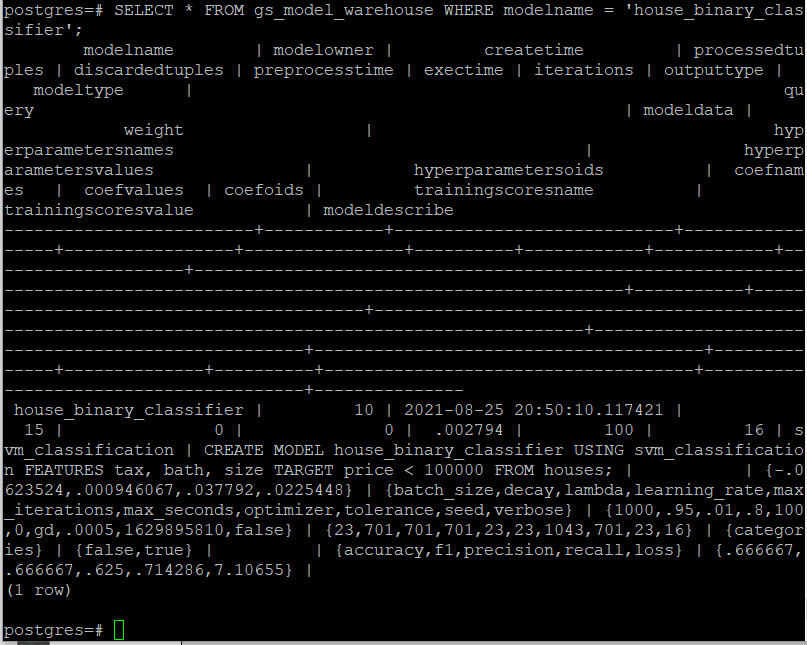 postgres=# SELECT * FROM gs_model_warehouse WHERE modelname = 'house_binary_clas
sifier';
        modelname        | modelowner |         createtime         | processedtu
ples | discardedtuples | preprocesstime | exectime | iterations | outputtype |
   modeltype      |                                                           qu
ery                                                           | modeldata |
            weight                  |                                        hyp
erparametersnames                                         |               hyperp
arametersvalues               |          hyperparametersoids          |  coefnam
es   |  coefvalues  | coefoids |         trainingscoresname          |
trainingscoresvalue           | modeldescribe
-------------------------+------------+----------------------------+------------
-----+-----------------+----------------+----------+------------+------------+--
------------------+-------------------------------------------------------------
--------------------------------------------------------------+-----------+-----
------------------------------------+-------------------------------------------
----------------------------------------------------------+---------------------
------------------------------+---------------------------------------+---------
-----+--------------+----------+-------------------------------------+----------
------------------------------+---------------
 house_binary_classifier |         10 | 2021-08-25 20:50:10.117421 |
  15 |               0 |              0 |  .002794 |        100 |         16 | s
vm_classification | CREATE MODEL house_binary_classifier USING svm_classificatio
n FEATURES tax, bath, size TARGET price < 100000 FROM houses; |           | {-.0
623524,.000946067,.037792,.0225448} | {batch_size,decay,lambda,learning_rate,max
_iterations,max_seconds,optimizer,tolerance,seed,verbose} | {1000,.95,.01,.8,100
,0,gd,.0005,1629895810,false} | {23,701,701,701,23,23,1043,701,23,16} | {categor
ies} | {false,true} |          | {accuracy,f1,precision,recall,loss} | {.666667,
.666667,.625,.714286,7.10655} |
(1 row)
postgres=#